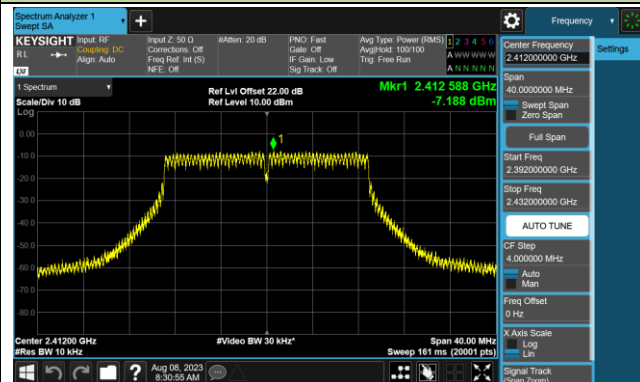 Spectrum Analyzer 1
Swept SA
Frequency
KEYSIGHT
Input: RF
Coupling: DC
Align: Auto
RL
LXI
Input Z: 50 Ω
Corrections: Off
Freq Ref: Int (S)
NFE: Off
#Atten: 20 dB
PNO: Fast
Gate: Off
IF Gain: Low
Sig Track: Off
Avg Type: Power (RMS)
Avg|Hold: 100/100
Trig: Free Run
1 2 3 4 5 6
A W W W W W
A N N N N N
1 Spectrum
Scale/Div 10 dB
Log
Ref Lvl Offset 22.00 dB
Ref Level 10.00 dBm
Mkr1 2.412 588 GHz
-7.188 dBm
1
0.00
-10.0
-20.0
-30.0
-40.0
-50.0
-60.0
-70.0
-80.0
Center 2.41200 GHz
#Res BW 10 kHz
#Video BW 30 kHz*
Span 40.00 MHz
Sweep 161 ms (20001 pts)
Aug 08, 2023
8:30:55 AM
Center Frequency
2.412000000 GHz
Span
40.0000000 MHz
Swept Span
Zero Span
Full Span
Start Freq
2.392000000 GHz
Stop Freq
2.432000000 GHz
AUTO TUNE
CF Step
4.000000 MHz
Auto
Man
Freq Offset
0 Hz
X Axis Scale
Log
Lin
Signal Track
(Span Zoom)
Settings